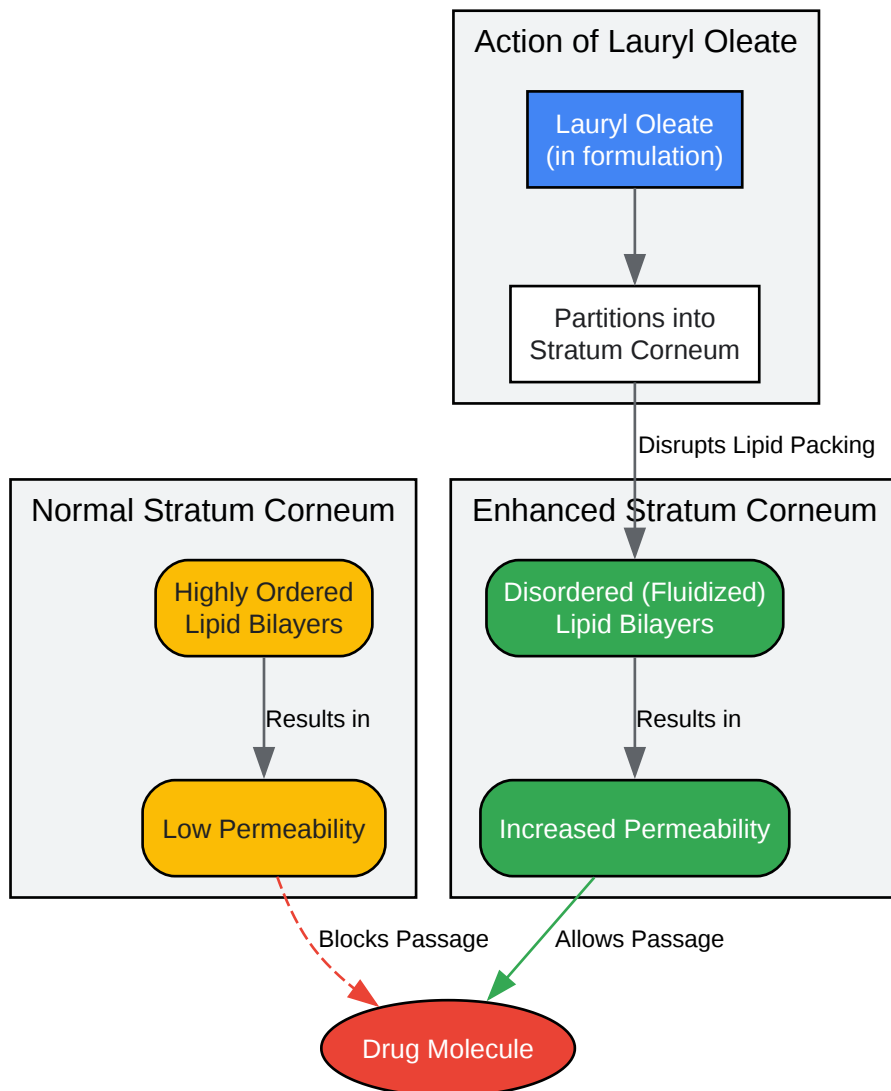 Action of Lauryl Oleate
Lauryl Oleate
(in formulation)
Partitions into
Stratum Corneum
Disrupts Lipid Packing
Normal Stratum Corneum
Highly Ordered
Lipid Bilayers
Results in
Low Permeability
Blocks Passage
Enhanced Stratum Corneum
Disordered (Fluidized)
Lipid Bilayers
Results in
Increased Permeability
Allows Passage
Drug Molecule